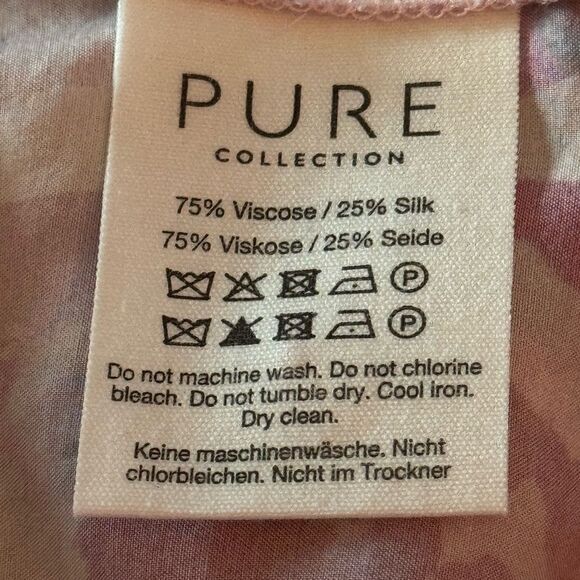 PURE
COLLECTION
75% Viscose / 25% Silk
75% Viskose / 25% Seide
P
P
Do not machine wash. Do not chlorine
bleach. Do not tumble dry. Cool iron.
Dry clean.
Keine maschinenwäsche. Nicht
chlorbleichen. Nicht im Trockner